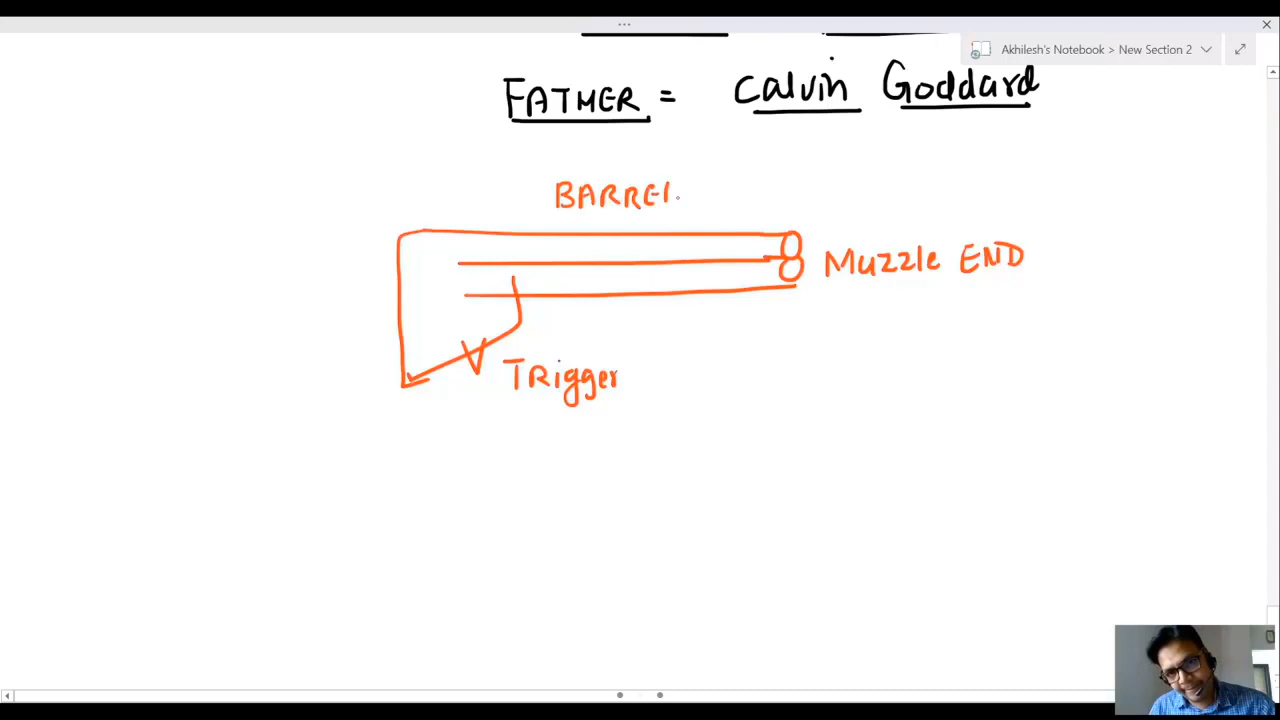 Akhilesh's Notebook > New Section 2
FATHER = Calvin Goddard
BARREL
Muzzle END
TRigger